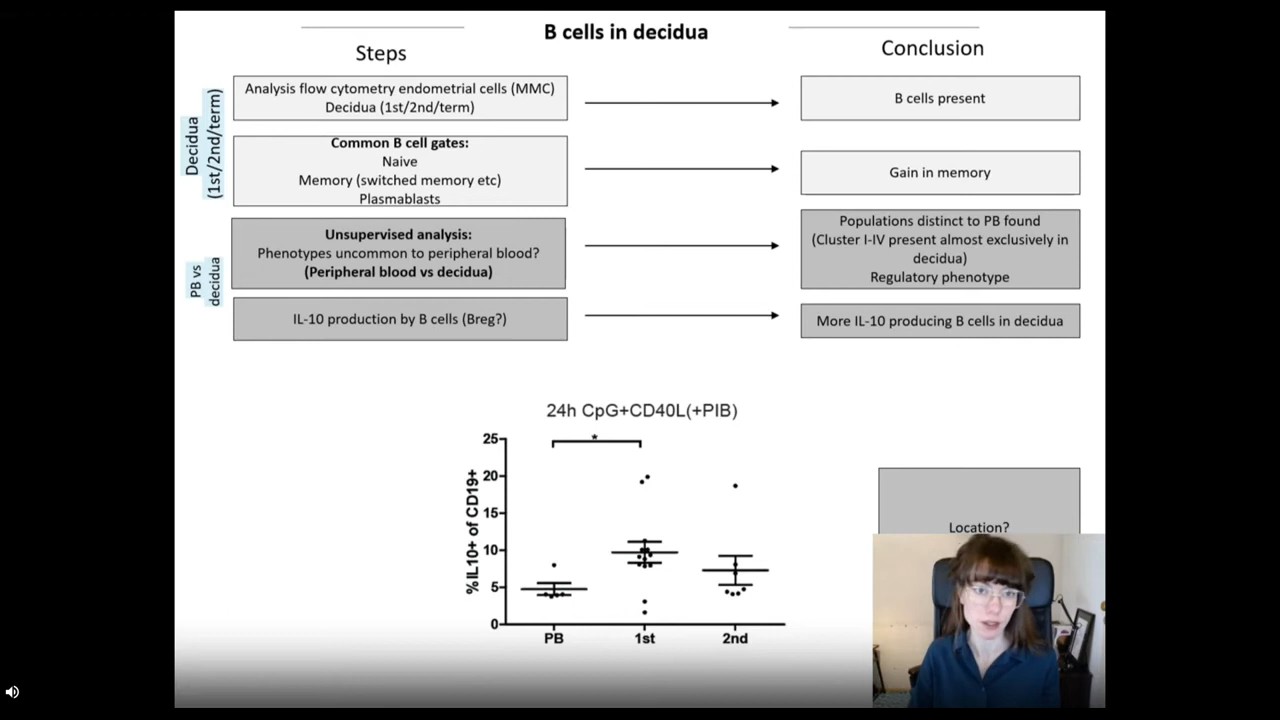 B cells in decidua
Steps
Conclusion
Decidua
(1st/2nd/term)
Analysis flow cytometry endometrial cells (MMC)
Decidua (1st/2nd/term)
B cells present
Common B cell gates:
Naive
Memory (switched memory etc)
Plasmablasts
Gain in memory
PB vs
decidua
Unsupervised analysis:
Phenotypes uncommon to peripheral blood?
(Peripheral blood vs decidua)
Populations distinct to PB found
(Cluster I-IV present almost exclusively in
decidua)
Regulatory phenotype
IL-10 production by B cells (Breg?)
More IL-10 producing B cells in decidua
24h CpG+CD40L(+PIB)
%IL10+ of CD19+
25
20
15
10
5
0
*
PB
1st
2nd
Location?